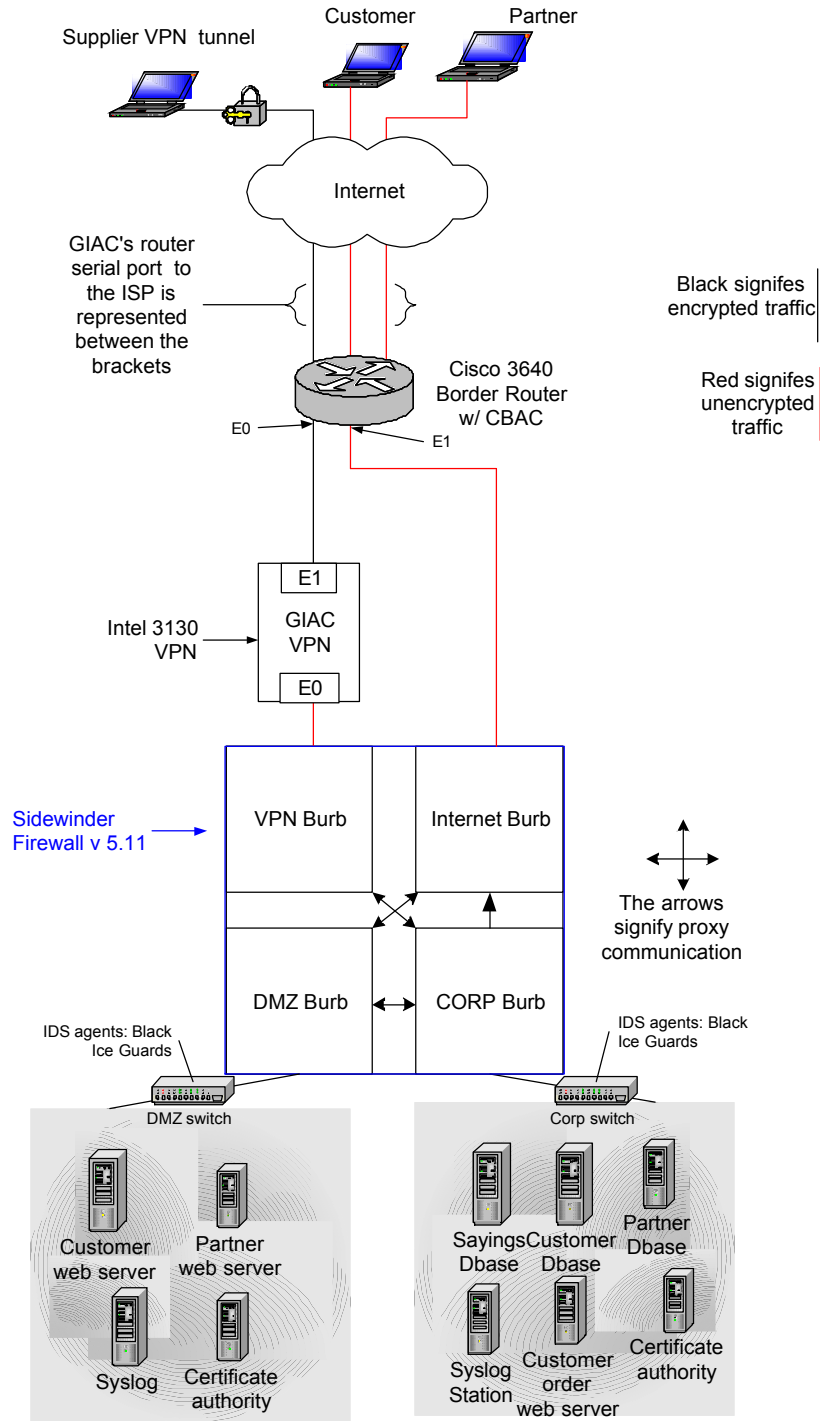 Customer
Partner
Supplier VPN tunnel
Internet
GIAC's router
serial port to
the ISP is
represented
between the
brackets
Black signifes
encrypted traffic
Cisco 3640
Border Router
w/ CBAC
Red signifes
unencrypted
traffic
E0
E1
E1
GIAC
VPN
Intel 3130
VPN
E0
VPN Burb
Internet Burb
Sidewinder
Firewall v 5.11
The arrows
signify proxy
communication
DMZ Burb
CORP Burb
IDS agents: Black
Ice Guards
IDS agents: Black
Ice Guards
DMZ switch
Corp switch
Customer
web server
Partner
web server
Sayings
Dbase
Customer
Dbase
Partner
Dbase
Syslog
Certificate
authority
Syslog
Station
Customer
order
web server
Certificate
authority